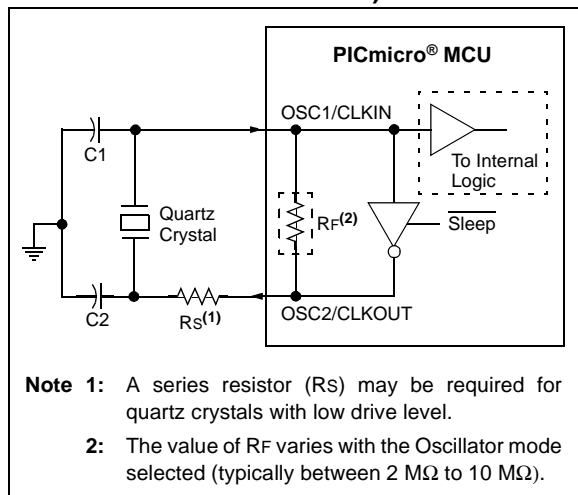 PICmicro® MCU
OSC1/CLKIN
C1
To Internal
Logic
Quartz
Crystal
RF(2)
Sleep
C2
RS(1)
OSC2/CLKOUT
Note 1: A series resistor (RS) may be required for
quartz crystals with low drive level.
2: The value of RF varies with the Oscillator mode
selected (typically between 2 MΩ to 10 MΩ).